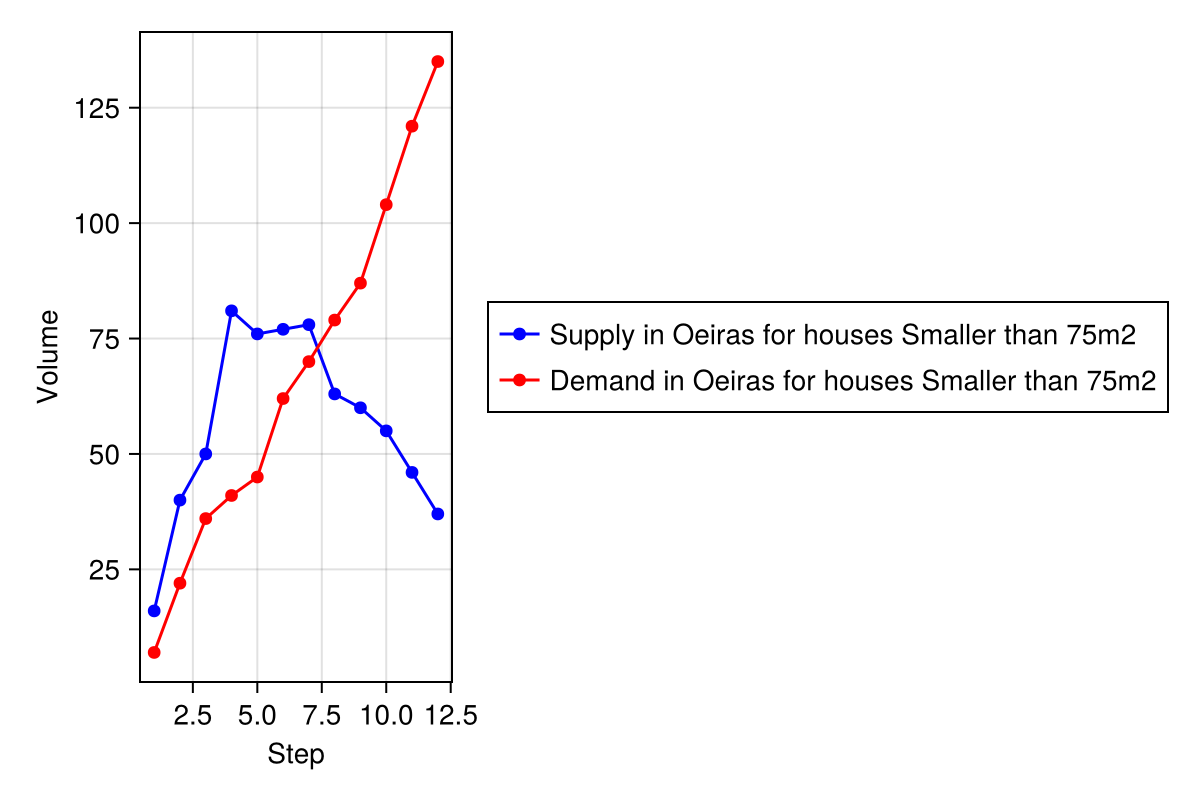 125
100
75
50
25
Volume
2.5 5.0 7.5 10.0 12.5
Step
Supply in Oeiras for houses Smaller than 75m2
Demand in Oeiras for houses Smaller than 75m2